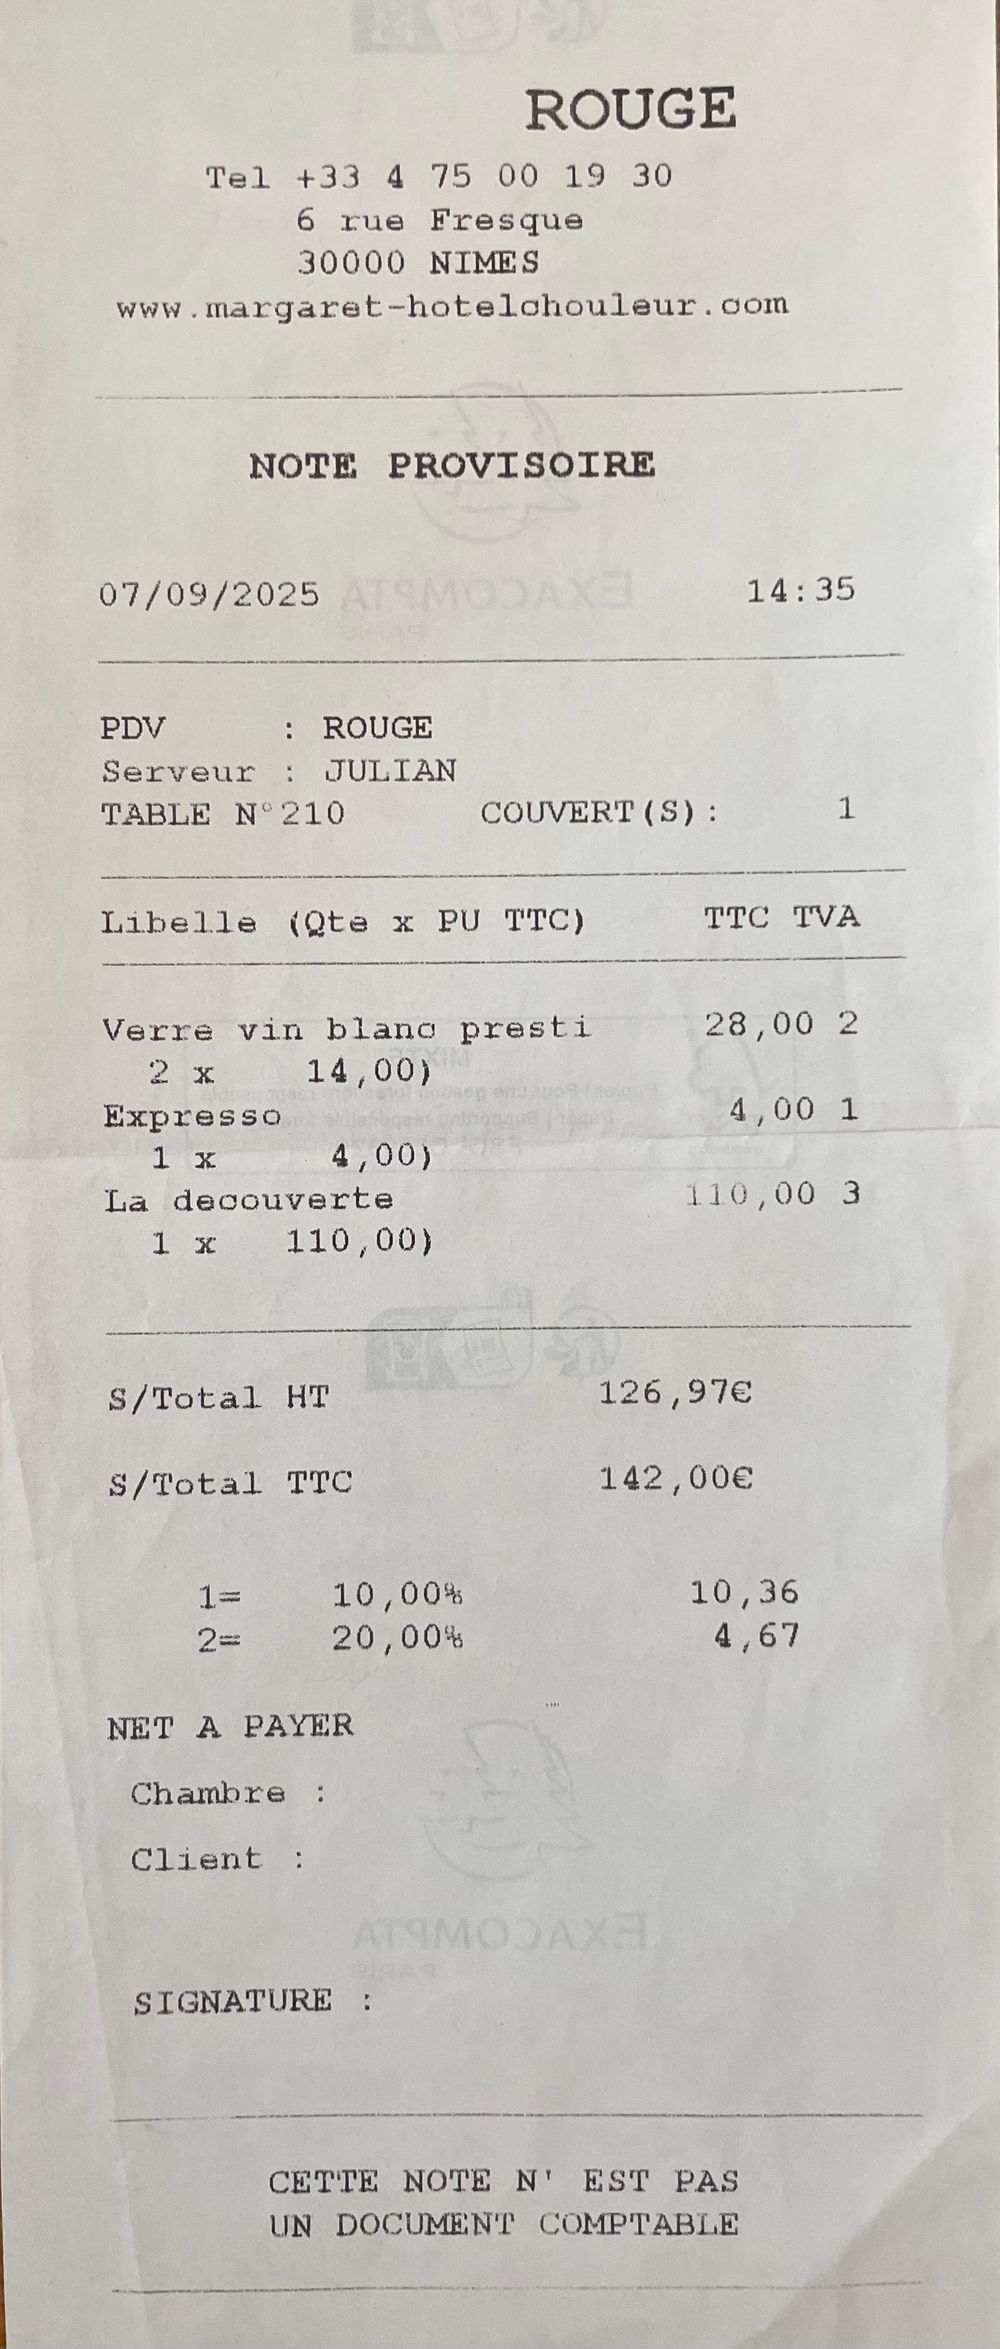 ROUGE
Tel +33 4 75 00 19 30
6 rue Fresque
30000 NIMES
www.margaret-hotelchouleur.com
NOTE PROVISOIRE
07/09/2025 14:35
EXACOMPTA
PARIS
PDV : ROUGE
Serveur : JULIAN
TABLE N°210 COUVERT(S): 1
Libelle (Qte x PU TTC) TTC TVA
Verre vin blanc presti 28,00 2
2 x 14,00)
Expresso 4,00 1
1 x 4,00)
La decouverte 110,00 3
1 x 110,00)
S/Total HT 126,97€
S/Total TTC 142,00€
1= 10,00% 10,36
2= 20,00% 4,67
NET A PAYER
Chambre :
Client :
EXACOMPTA
PARIS
SIGNATURE :
CETTE NOTE N' EST PAS
UN DOCUMENT COMPTABLE